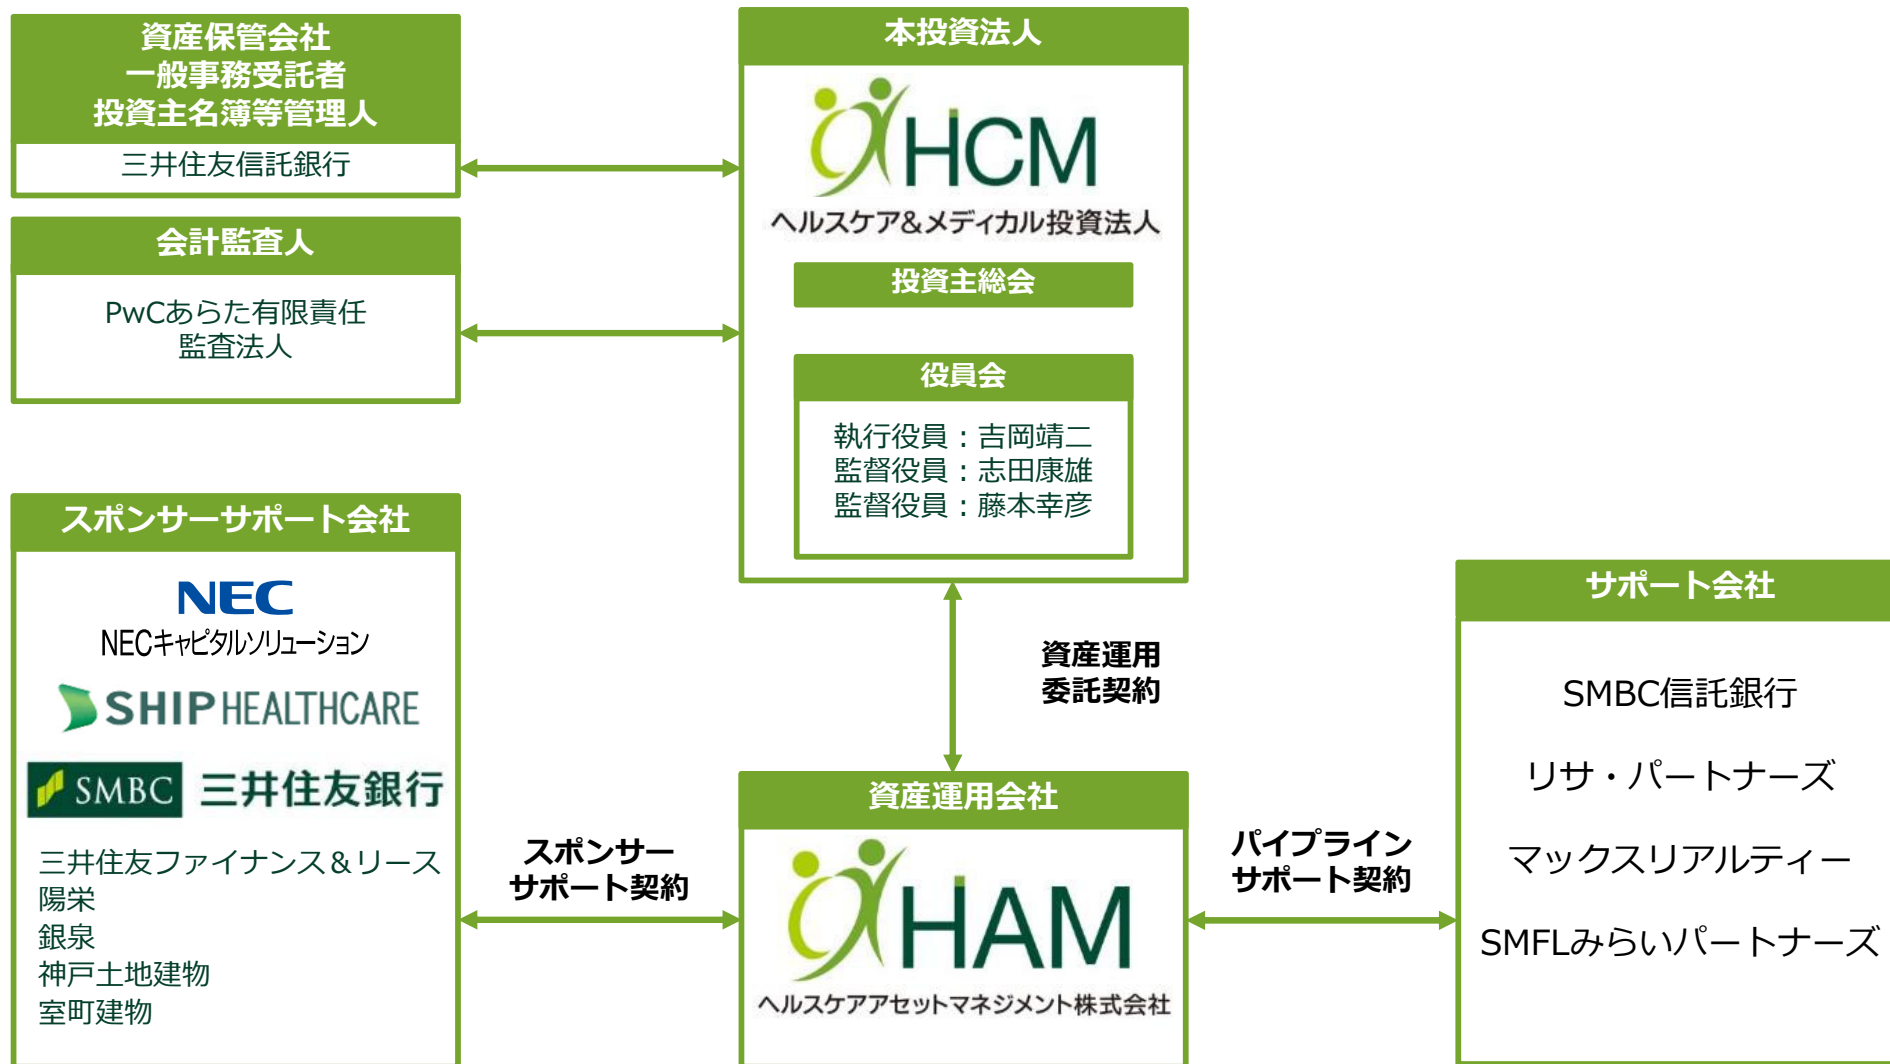 資産保管会社
一般事務受託者
投資主名簿等管理人
三井住友信託銀行
会計監査人
PwCあらた有限責任
監査法人
本投資法人
HCM
ヘルスケア&メディカル投資法人
投資主総会
役員会
執行役員：吉岡靖二
監督役員：志田康雄
監督役員：藤本幸彦
スポンサーサポート会社
NEC
NECキャピタルソリューション
SHIP HEALTHCARE
SMBC 三井住友銀行
三井住友ファイナンス＆リース
陽栄
銀泉
神戸土地建物
室町建物
スポンサー
サポート契約
資産運用
委託契約
資産運用会社
HAM
ヘルスケアアセットマネジメント株式会社
パイプライン
サポート契約
サポート会社
SMBC信託銀行
リサ・パートナーズ
マックスリアルティー
SMFLみらいパートナーズ